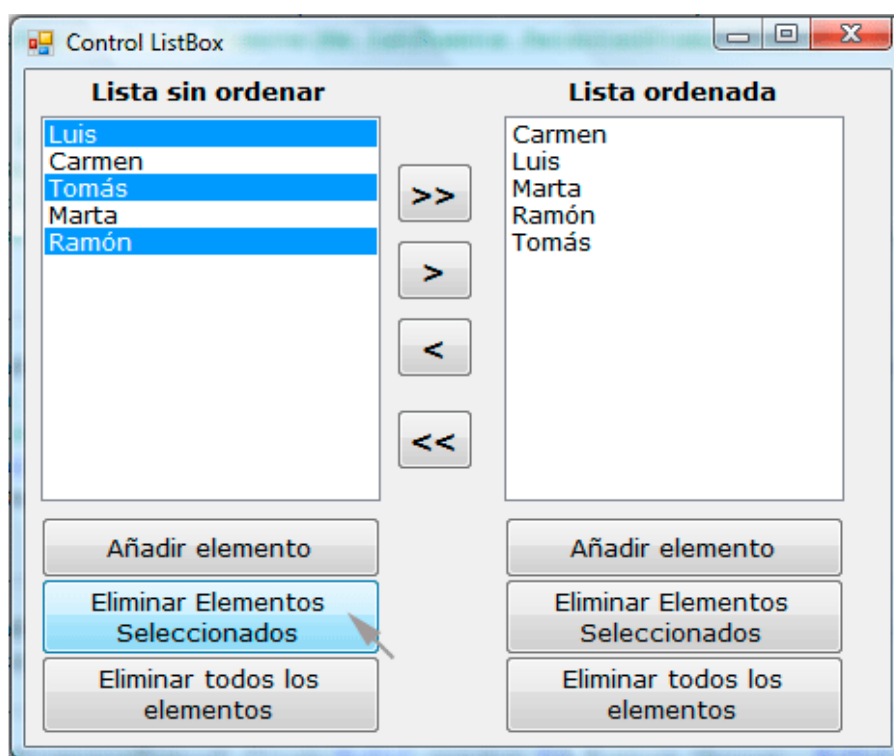 Control ListBox
Lista sin ordenar
Luis
Carmen
Tomás
Marta
Ramón
>>
>
<
<<
Lista ordenada
Carmen
Luis
Marta
Ramón
Tomás
Añadir elemento
Eliminar Elementos
Seleccionados
Eliminar todos los
elementos
Añadir elemento
Eliminar Elementos
Seleccionados
Eliminar todos los
elementos